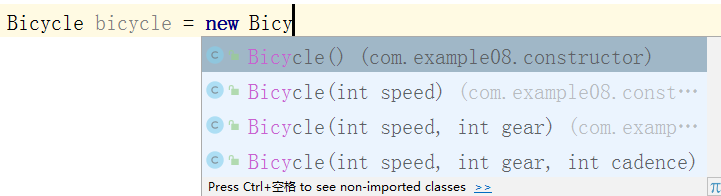 Bicycle bicycle = new Bicy
Bicycle() (com.example08.constructor)
Bicycle(int speed) (com.example08.const…
Bicycle(int speed, int gear) (com.examp…
Bicycle(int speed, int gear, int cadence)
Press Ctrl+空格 to see non-imported classes >>
π